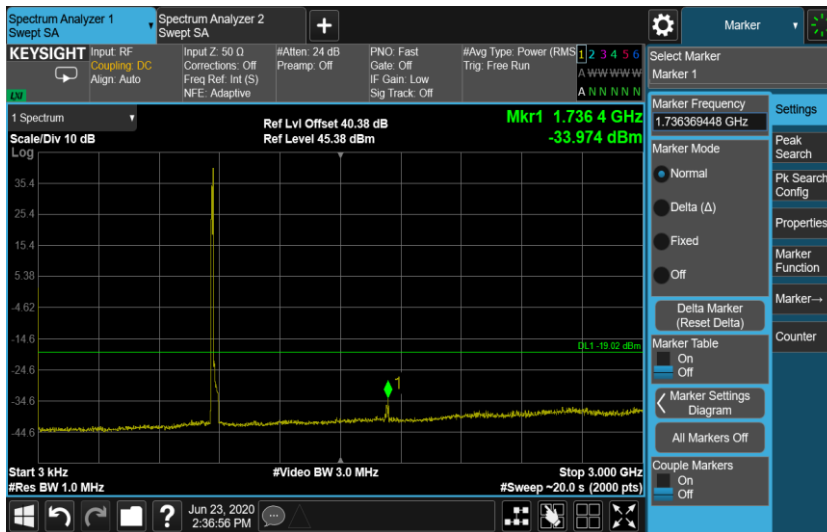 Spectrum Analyzer 1
Swept SA
Spectrum Analyzer 2
Swept SA
+
Marker
KEYSIGHT
LXI
Input: RF
Coupling: DC
Align: Auto
Input Z: 50 Ω
Corrections: Off
Freq Ref: Int (S)
NFE: Adaptive
#Atten: 24 dB
Preamp: Off
PNO: Fast
Gate: Off
IF Gain: Low
Sig Track: Off
#Avg Type: Power (RMS
Trig: Free Run
1 2 3 4 5 6
A W W W W W
A N N N N N
Select Marker
Marker 1
1 Spectrum
Scale/Div 10 dB
Log
Ref Lvl Offset 40.38 dB
Ref Level 45.38 dBm
Mkr1 1.736 4 GHz
-33.974 dBm
35.4
25.4
15.4
5.38
-4.62
-14.6
-24.6
-34.6
-44.6
DL1 -19.02 dBm
1
Start 3 kHz
#Res BW 1.0 MHz
#Video BW 3.0 MHz
Stop 3.000 GHz
#Sweep ~20.0 s (2000 pts)
Marker Frequency
1.736369448 GHz
Marker Mode
Normal
Delta (Δ)
Fixed
Off
Delta Marker
(Reset Delta)
Marker Table
On
Off
Marker Settings
Diagram
All Markers Off
Couple Markers
On
Off
Settings
Peak
Search
Pk Search
Config
Properties
Marker
Function
Marker→
Counter
?
Jun 23, 2020
2:36:56 PM